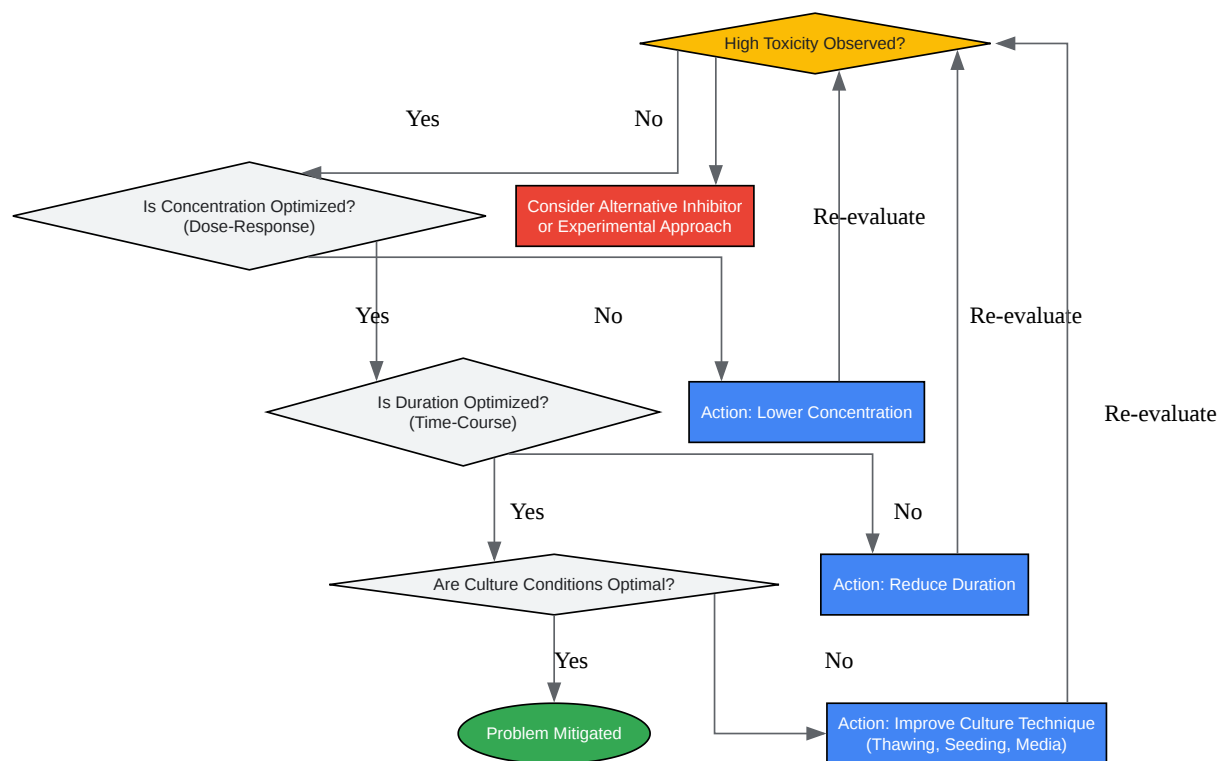 High Toxicity Observed?
Yes
No
Is Concentration Optimized?
(Dose-Response)
Consider Alternative Inhibitor
or Experimental Approach
Re-evaluate
Yes
No
Re-evaluate
Is Duration Optimized?
(Time-Course)
Action: Lower Concentration
Re-evaluate
Yes
No
Are Culture Conditions Optimal?
Action: Reduce Duration
Yes
No
Problem Mitigated
Action: Improve Culture Technique
(Thawing, Seeding, Media)